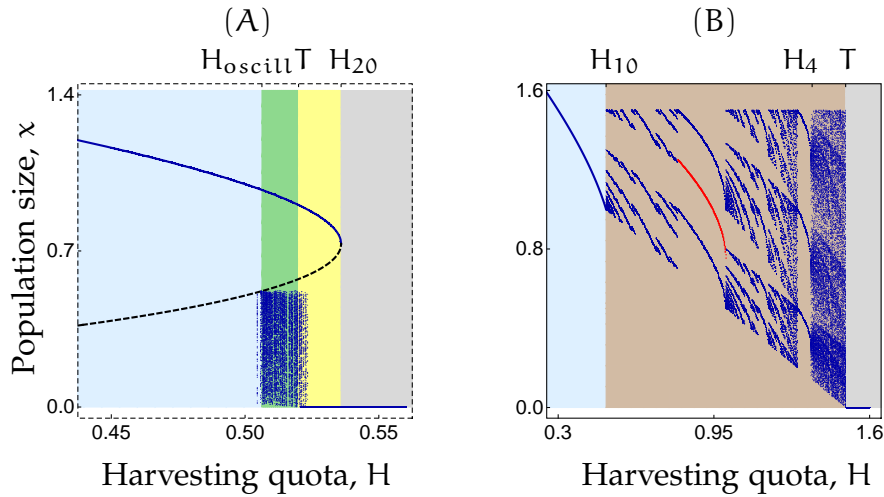 (A)
H_oscill T H_20
1.4
0.7
0.0
0.45 0.50 0.55
Population size, x
Harvesting quota, H
(B)
H_10 H_4 T
1.6
0.8
0.0
0.3 0.95 1.6
Harvesting quota, H